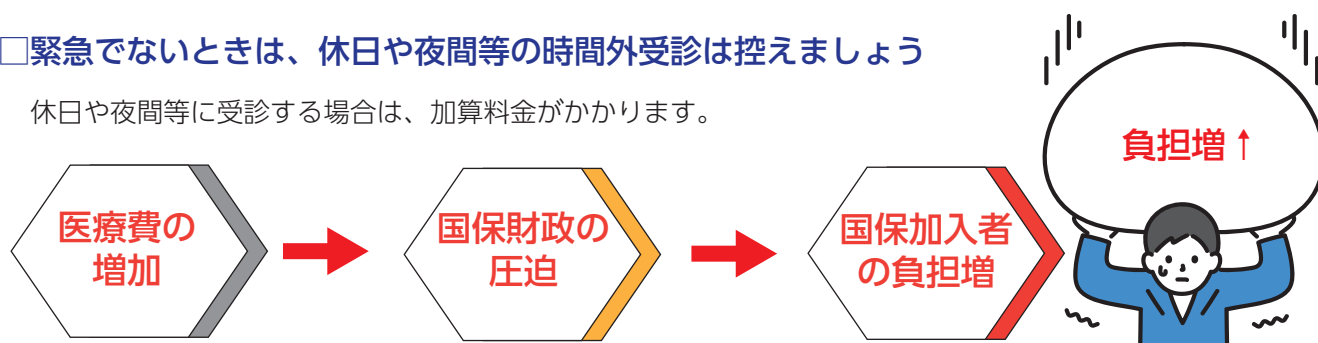 □緊急でないときは、休日や夜間等の時間外受診は控えましょう
休日や夜間等に受診する場合は、加算料金がかかります。
医療費の
増加
国保財政の
圧迫
国保加入者
の負担増
負担増↑